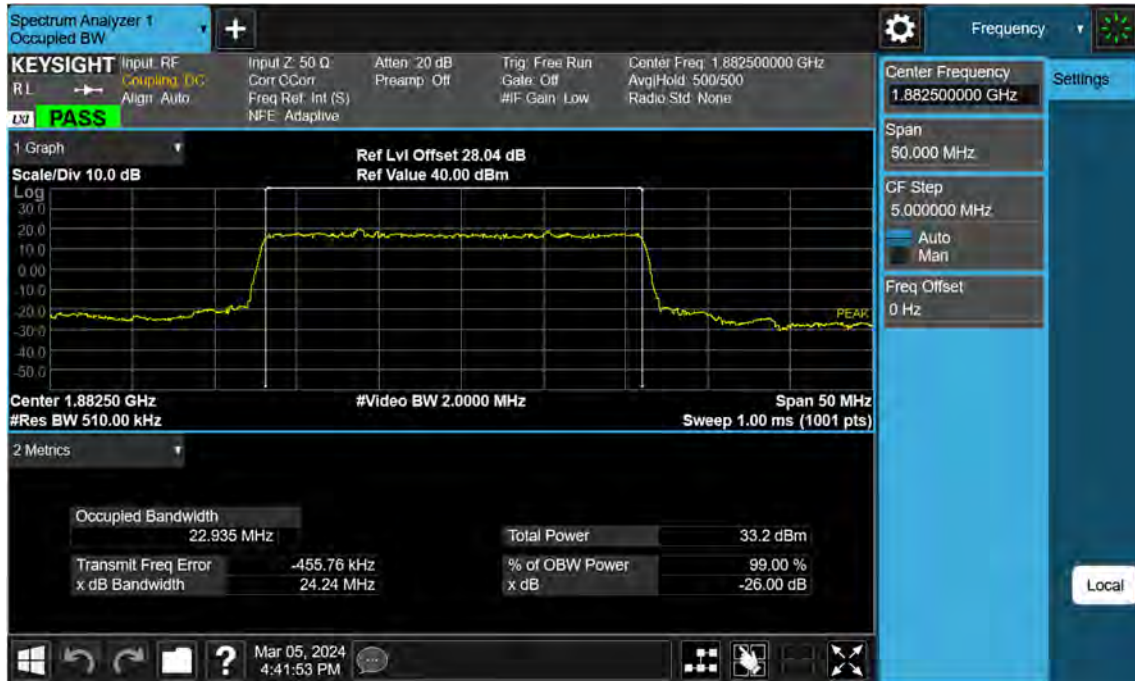 Spectrum Analyzer 1
Occupied BW
Frequency
KEYSIGHT
RL
LXI PASS
Input: RF
Coupling: DC
Align: Auto
Input Z: 50 Ω
Corr CCorr
Freq Ref: Int (S)
NFE: Adaptive
Atten: 20 dB
Preamp: Off
Trig: Free Run
Gate: Off
#IF Gain: Low
Center Freq: 1.882500000 GHz
Avg|Hold: 500/500
Radio Std: None
1 Graph
Scale/Div 10.0 dB
Ref Lvl Offset 28.04 dB
Ref Value 40.00 dBm
Log
30.0
20.0
10.0
0.00
-10.0
-20.0
-30.0
-40.0
-50.0
PEAK
Center 1.88250 GHz
#Video BW 2.0000 MHz
Span 50 MHz
#Res BW 510.00 kHz
Sweep 1.00 ms (1001 pts)
2 Metrics
Occupied Bandwidth
22.935 MHz
Total Power 33.2 dBm
Transmit Freq Error -455.76 kHz
% of OBW Power 99.00 %
x dB Bandwidth 24.24 MHz
x dB -26.00 dB
Center Frequency
1.882500000 GHz
Settings
Span
50.000 MHz
CF Step
5.000000 MHz
Auto
Man
Freq Offset
0 Hz
Local
?
Mar 05, 2024
4:41:53 PM